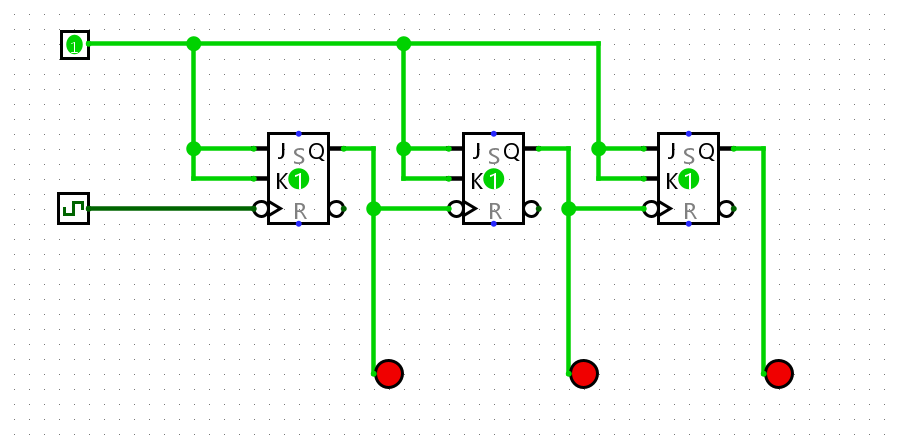 1
J S Q J S Q J S Q
K 1 K 1 K 1
R R R